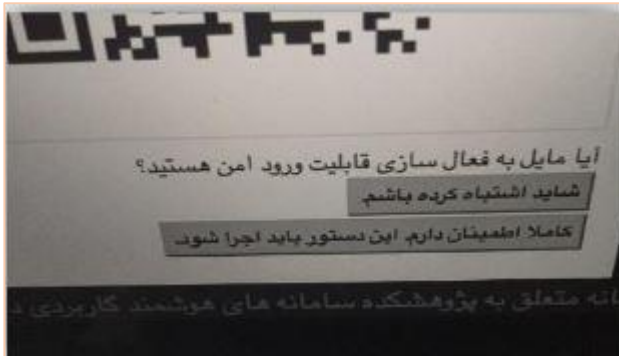 آیا مایل به فعال سازی قابلیت ورود امن هستید؟
شاید اشتباه کرده باشم.
کاملا اطمینان دارم. این دستور باید اجرا شود.
انه متعلق به پژوهشکده سامانه های هوشمند کاربردی د